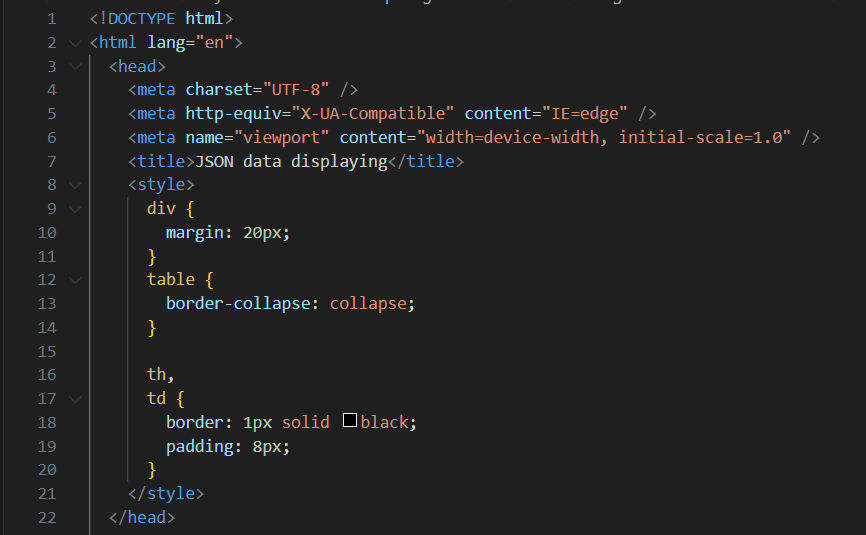 1 <!DOCTYPE html>
2 <html lang="en">
3 <head>
4 <meta charset="UTF-8" />
5 <meta http-equiv="X-UA-Compatible" content="IE=edge" />
6 <meta name="viewport" content="width=device-width, initial-scale=1.0" />
7 <title>JSON data displaying</title>
8 <style>
9 div {
10 margin: 20px;
11 }
12 table {
13 border-collapse: collapse;
14 }
15
16 th,
17 td {
18 border: 1px solid black;
19 padding: 8px;
20 }
21 </style>
22 </head>